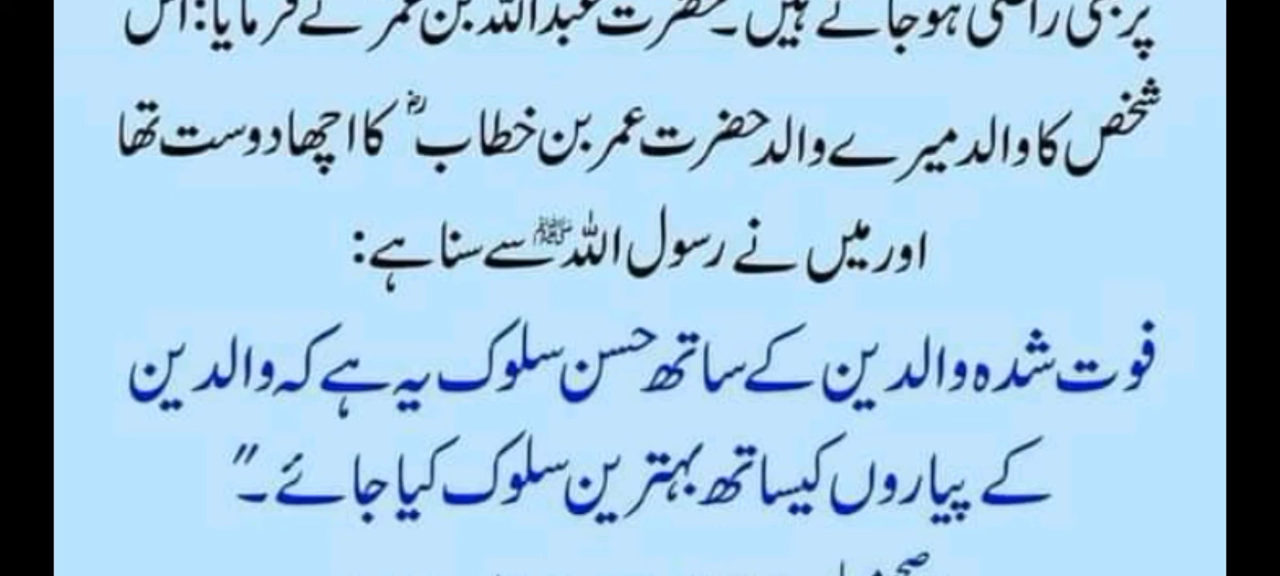 پر بھی راضی ہو جاتے ہیں۔ حضرت عبداللہ بن عمر نے فرمایا: اس
شخص کا والد میرے والد حضرت عمر بن خطابؓ کا اچھا دوست تھا
اور میں نے رسول اللہﷺ سے سنا ہے:
فوت شدہ والدین کے ساتھ حسن سلوک یہ ہے کہ والدین
کے پیاروں کیساتھ بہترین سلوک کیا جائے۔"